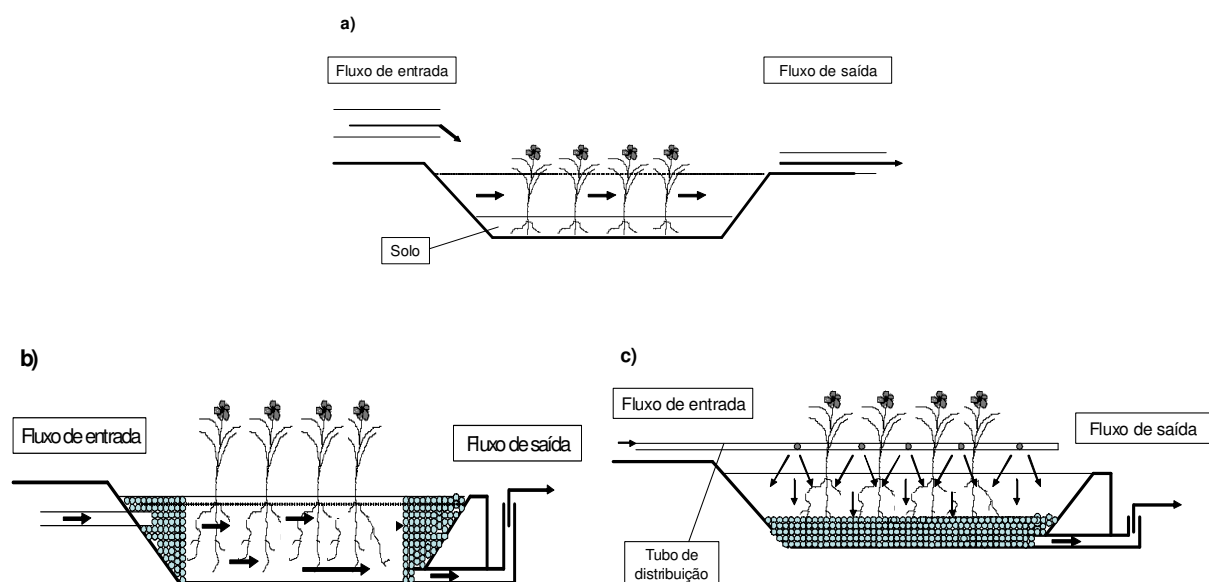 a)
Fluxo de entrada
Fluxo de saída
Solo
b)
Fluxo de entrada
Fluxo de saída
c)
Fluxo de entrada
Fluxo de saída
Tubo de
distribuição